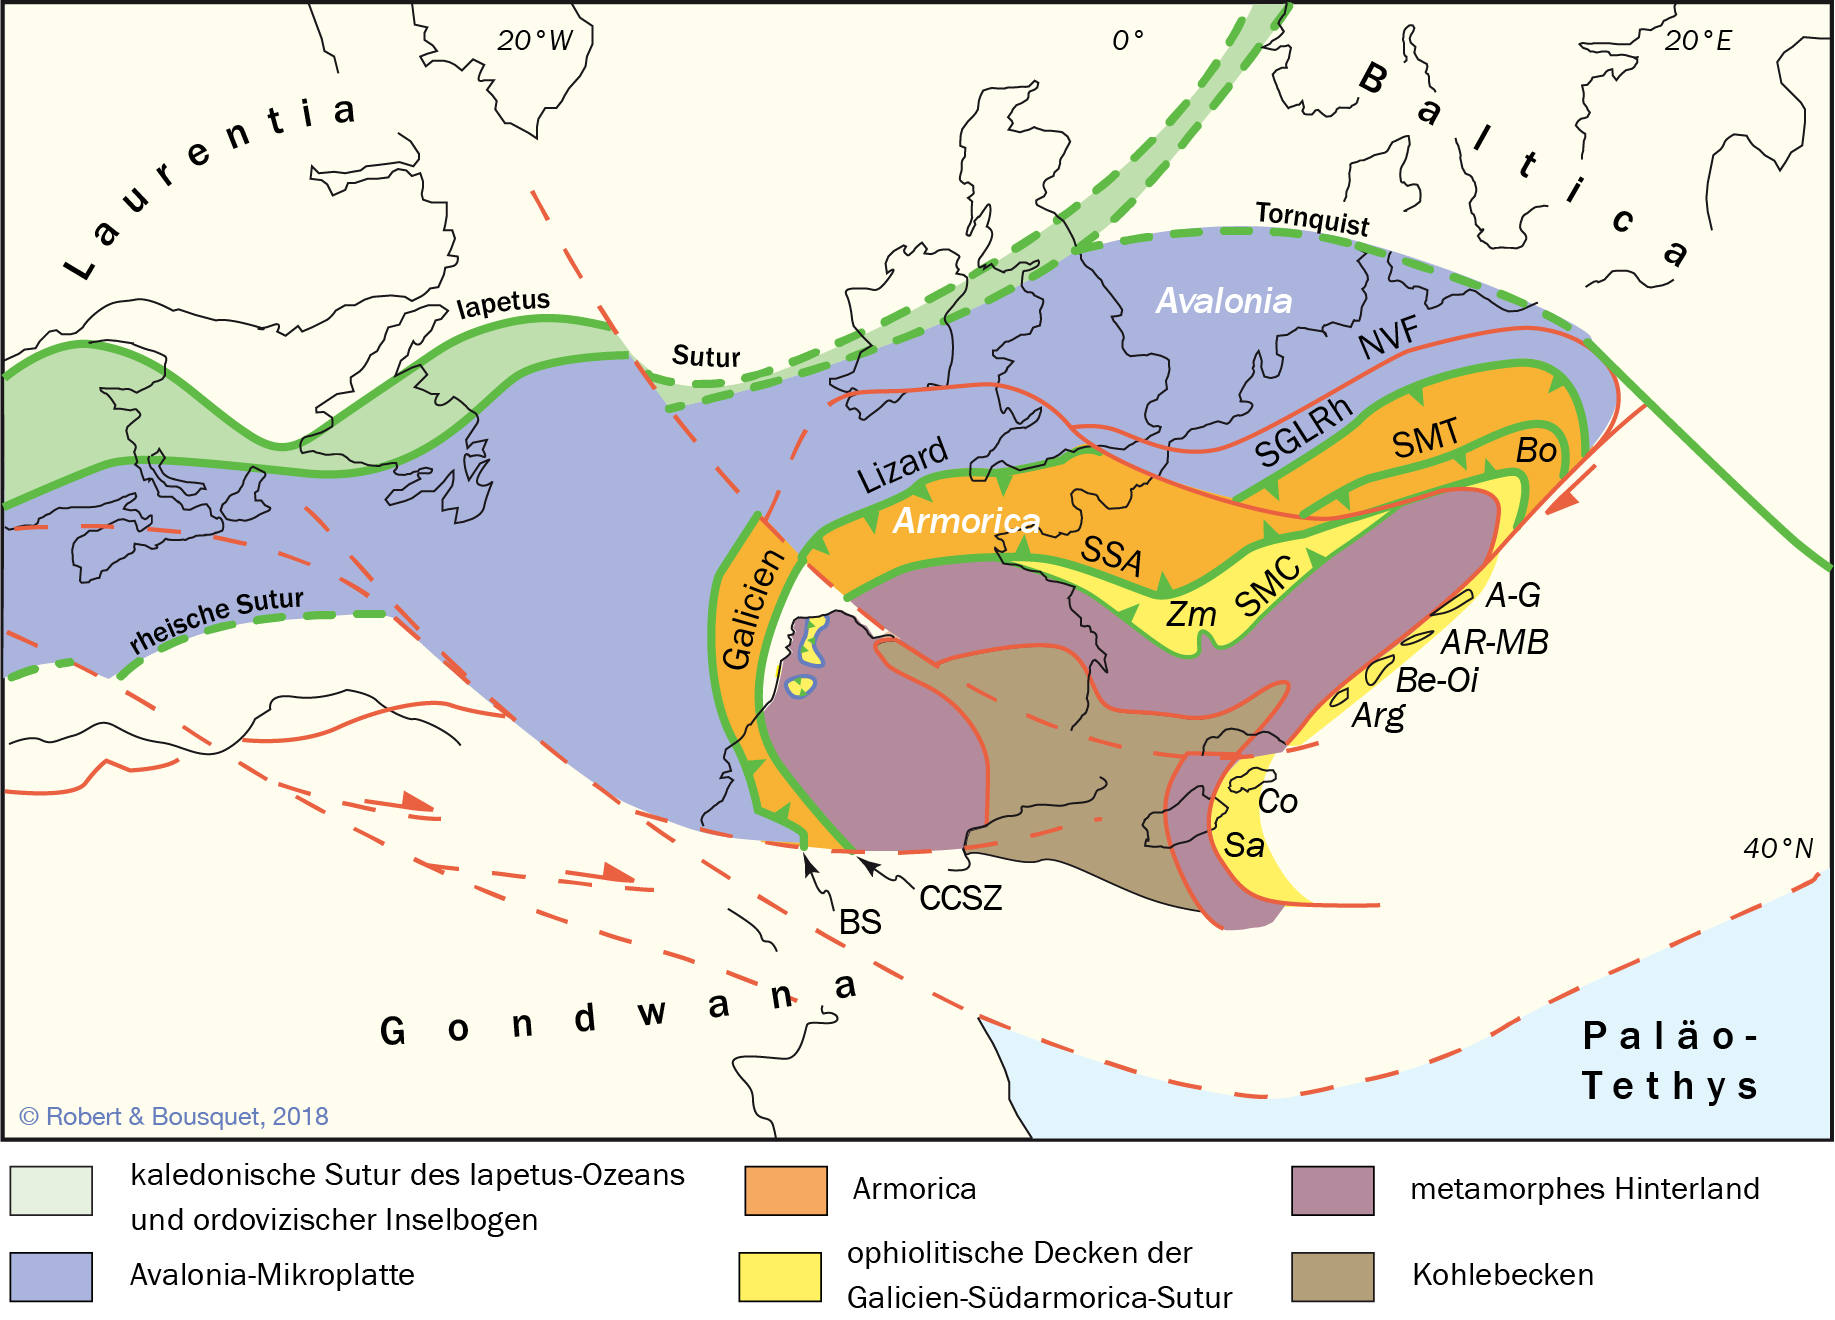 20°W
0°
20°E
Laurentia
Baltica
Iapetus
Sutur
Tornquist
Avalonia
NVF
SGLRh
SMT
Bo
Lizard
Armorica
SSA
SMC
Zm
Galicien
rheische Sutur
A-G
AR-MB
Be-Oi
Arg
Co
Sa
40°N
CCSZ
BS
Gondwana
Paläo-
Tethys
© Robert & Bousquet, 2018
kaledonische Sutur des Iapetus-Ozeans
und ordovizischer Inselbogen
Avalonia-Mikroplatte
Armorica
ophiolitische Decken der
Galicien-Südarmorica-Sutur
metamorphes Hinterland
Kohlebecken